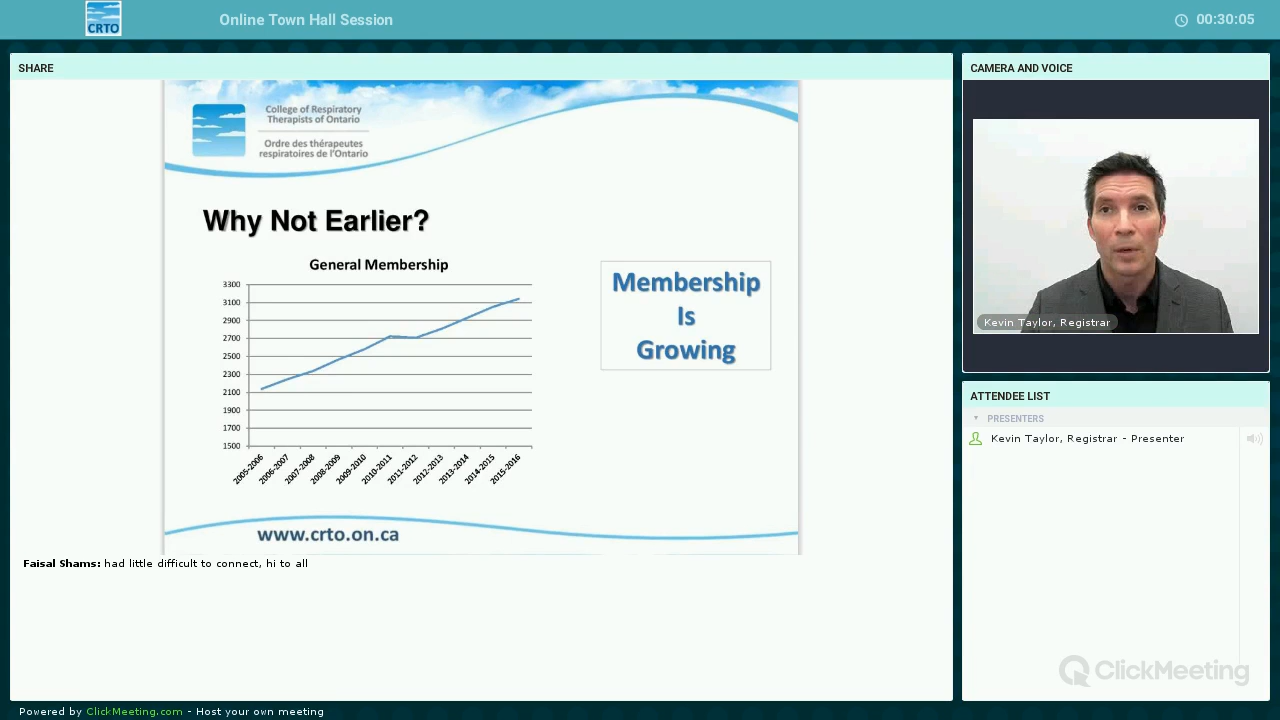 CRTO
Online Town Hall Session
00:30:05
SHARE
College of Respiratory
Therapists of Ontario
Ordre des thérapeutes
respiratoires de l'Ontario
Why Not Earlier?
General Membership
3300
3100
2900
2700
2500
2300
2100
1900
1700
1500
2005-2006
2006-2007
2007-2008
2008-2009
2009-2010
2010-2011
2011-2012
2012-2013
2013-2014
2014-2015
2015-2016
Membership
Is
Growing
www.crto.on.ca
Faisal Shams: had little difficult to connect, hi to all
CAMERA AND VOICE
Kevin Taylor, Registrar
ATTENDEE LIST
PRESENTERS
Kevin Taylor, Registrar - Presenter
ClickMeeting
Powered by ClickMeeting.com - Host your own meeting